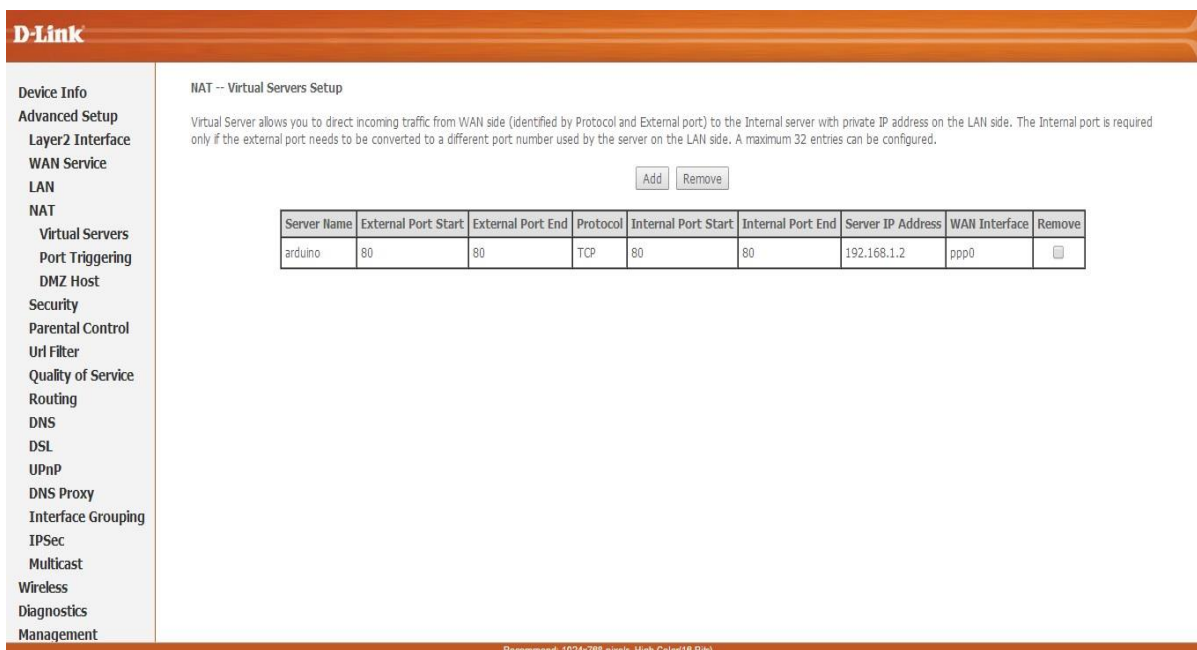 D-Link
Device Info
Advanced Setup
Layer2 Interface
WAN Service
LAN
NAT
Virtual Servers
Port Triggering
DMZ Host
Security
Parental Control
Url Filter
Quality of Service
Routing
DNS
DSL
UPnP
DNS Proxy
Interface Grouping
IPSec
Multicast
Wireless
Diagnostics
Management
NAT -- Virtual Servers Setup
Virtual Server allows you to direct incoming traffic from WAN side (identified by Protocol and External port) to the Internal server with private IP address on the LAN side. The Internal port is required
only if the external port needs to be converted to a different port number used by the server on the LAN side. A maximum 32 entries can be configured.
Add Remove
Server Name External Port Start External Port End Protocol Internal Port Start Internal Port End Server IP Address WAN Interface Remove
arduino 80 80 TCP 80 80 192.168.1.2 ppp0
Recommend: 1024x768 pixels, High Color(16 Bits)